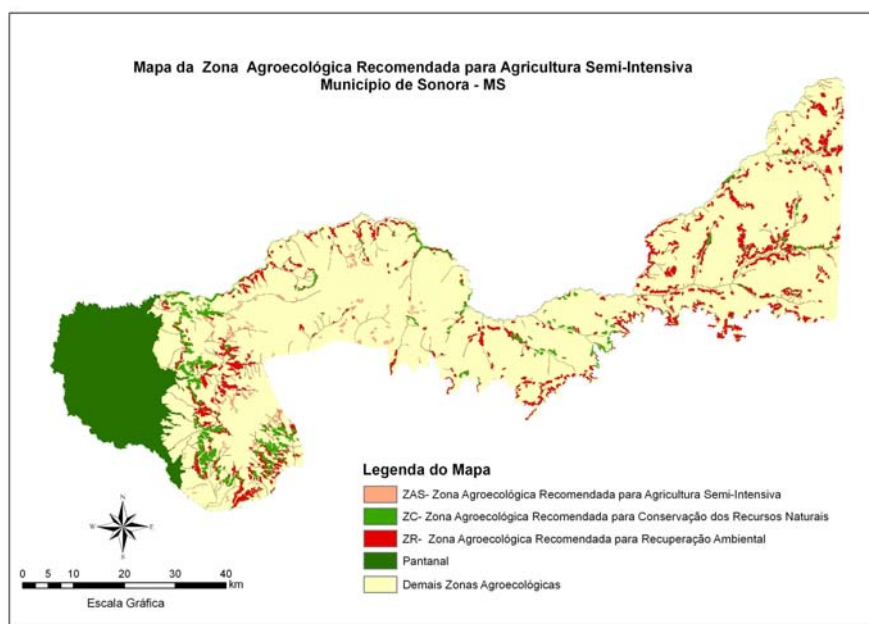 Mapa da Zona Agroecológica Recomendada para Agricultura Semi-Intensiva
Município de Sonora - MS
Legenda do Mapa
ZAS- Zona Agroecológica Recomendada para Agricultura Semi-Intensiva
ZC- Zona Agroecológica Recomendada para Conservação dos Recursos Naturais
ZR- Zona Agroecológica Recomendada para Recuperação Ambiental
Pantanal
Demais Zonas Agroecológicas
N
W E
S
0 5 10 20 30 40
km
Escala Gráfica